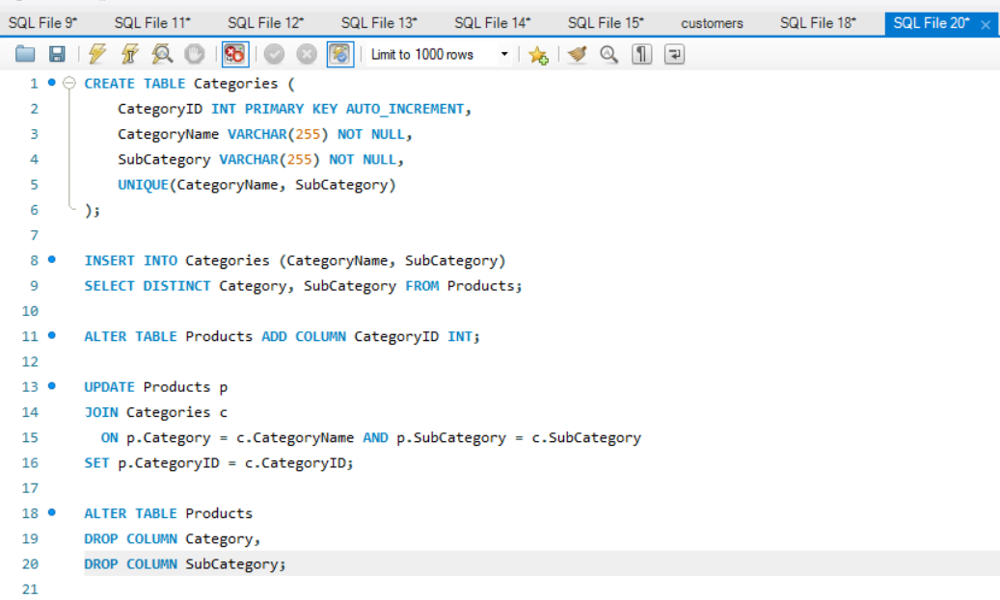 SQL File 9* SQL File 11* SQL File 12* SQL File 13* SQL File 14* SQL File 15* customers SQL File 18* SQL File 20* ×
Limit to 1000 rows
1 CREATE TABLE Categories (
2 CategoryID INT PRIMARY KEY AUTO_INCREMENT,
3 CategoryName VARCHAR(255) NOT NULL,
4 SubCategory VARCHAR(255) NOT NULL,
5 UNIQUE(CategoryName, SubCategory)
6 );
7
8 INSERT INTO Categories (CategoryName, SubCategory)
9 SELECT DISTINCT Category, SubCategory FROM Products;
10
11 ALTER TABLE Products ADD COLUMN CategoryID INT;
12
13 UPDATE Products p
14 JOIN Categories c
15 ON p.Category = c.CategoryName AND p.SubCategory = c.SubCategory
16 SET p.CategoryID = c.CategoryID;
17
18 ALTER TABLE Products
19 DROP COLUMN Category,
20 DROP COLUMN SubCategory;
21